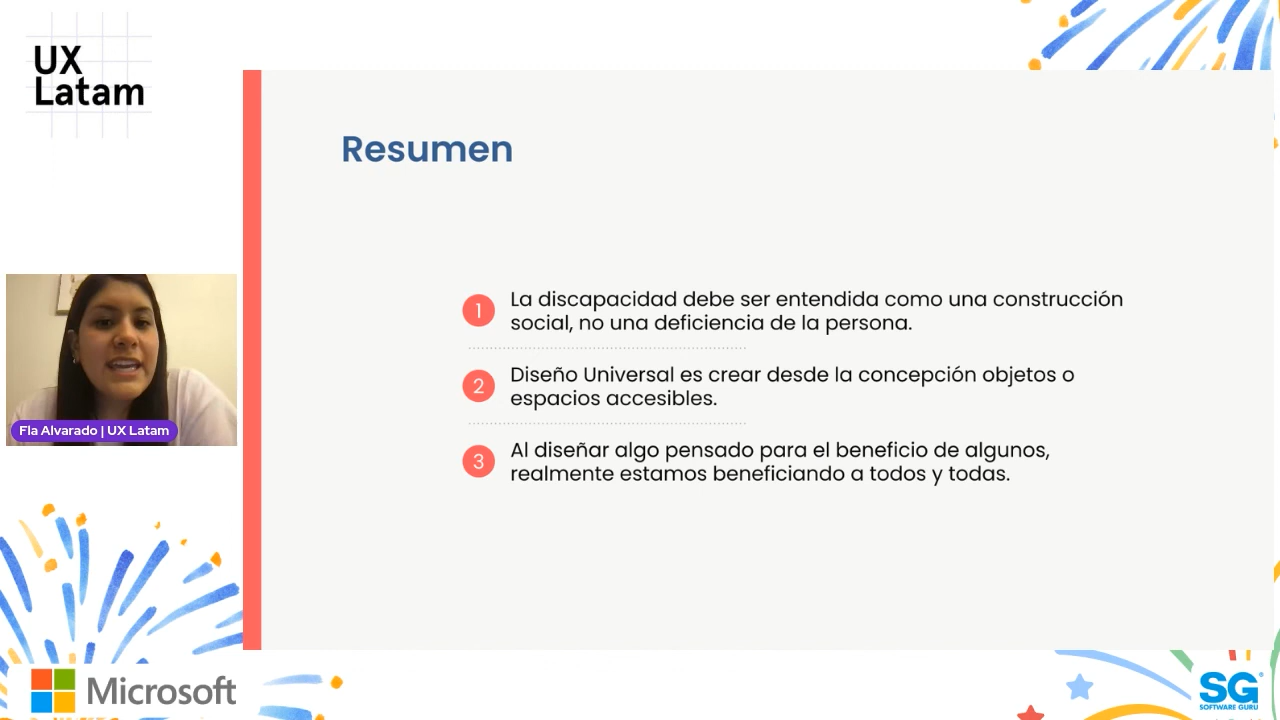 UX
Latam
Resumen
1
La discapacidad debe ser entendida como una construcción
social, no una deficiencia de la persona.
2
Diseño Universal es crear desde la concepción objetos o
espacios accesibles.
3
Al diseñar algo pensado para el beneficio de algunos,
realmente estamos beneficiando a todos y todas.
Fla Alvarado | UX Latam
Microsoft
SG
SOFTWARE GURU